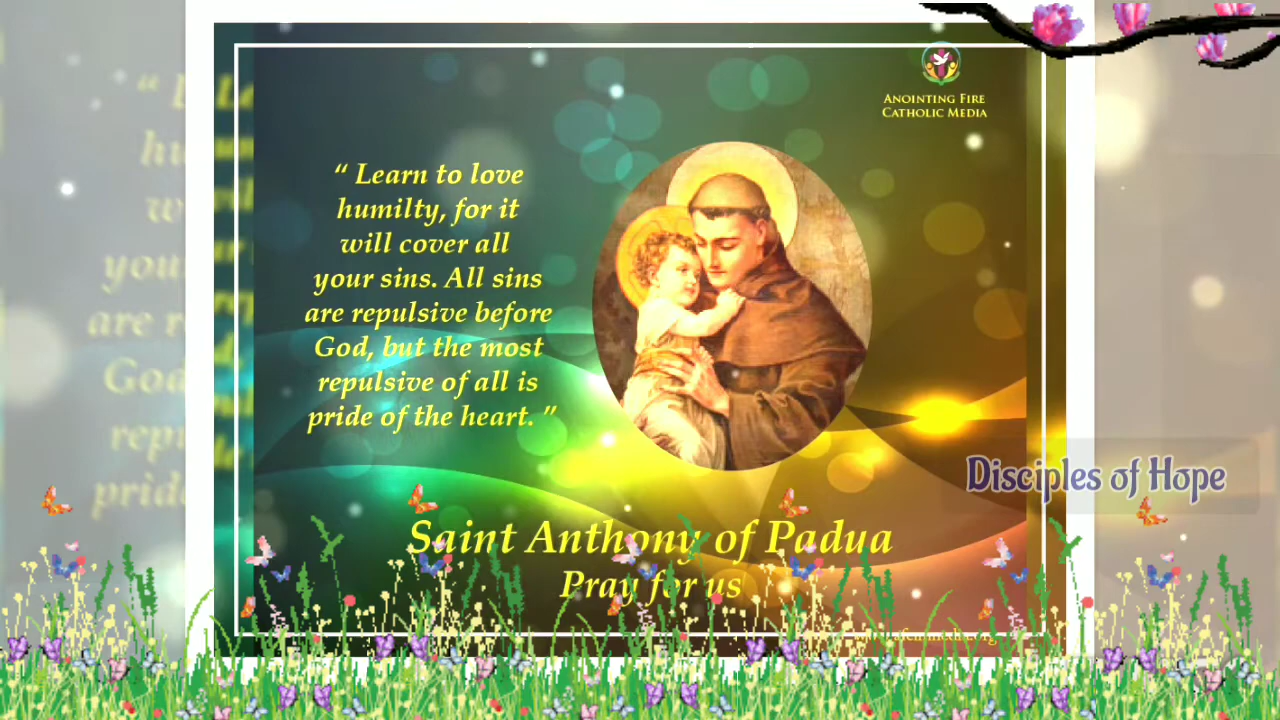 ANOINTING FIRE
CATHOLIC MEDIA
“ Learn to love
humilty, for it
will cover all
your sins. All sins
are repulsive before
God, but the most
repulsive of all is
pride of the heart. ”
Disciples of Hope
Saint Anthony of Padua
Pray for us